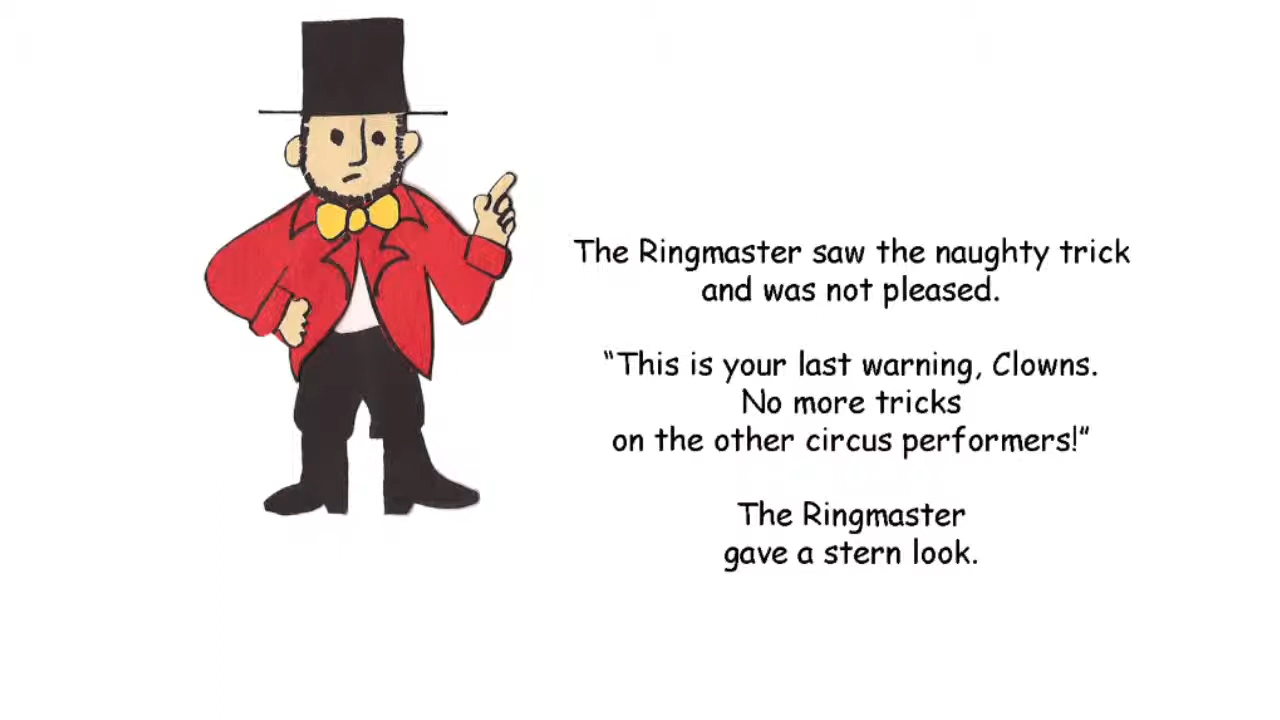 The Ringmaster saw the naughty trick
and was not pleased.
“This is your last warning, Clowns.
No more tricks
on the other circus performers!”
The Ringmaster
gave a stern look.